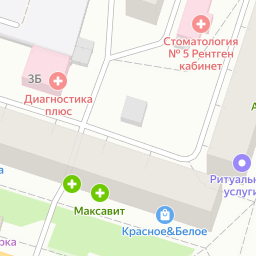 Стоматология
№ 5 Рентген
кабинет
3Б
Диагностика
плюс
Ритуальн
услуги
Максавит
Красное&Белое